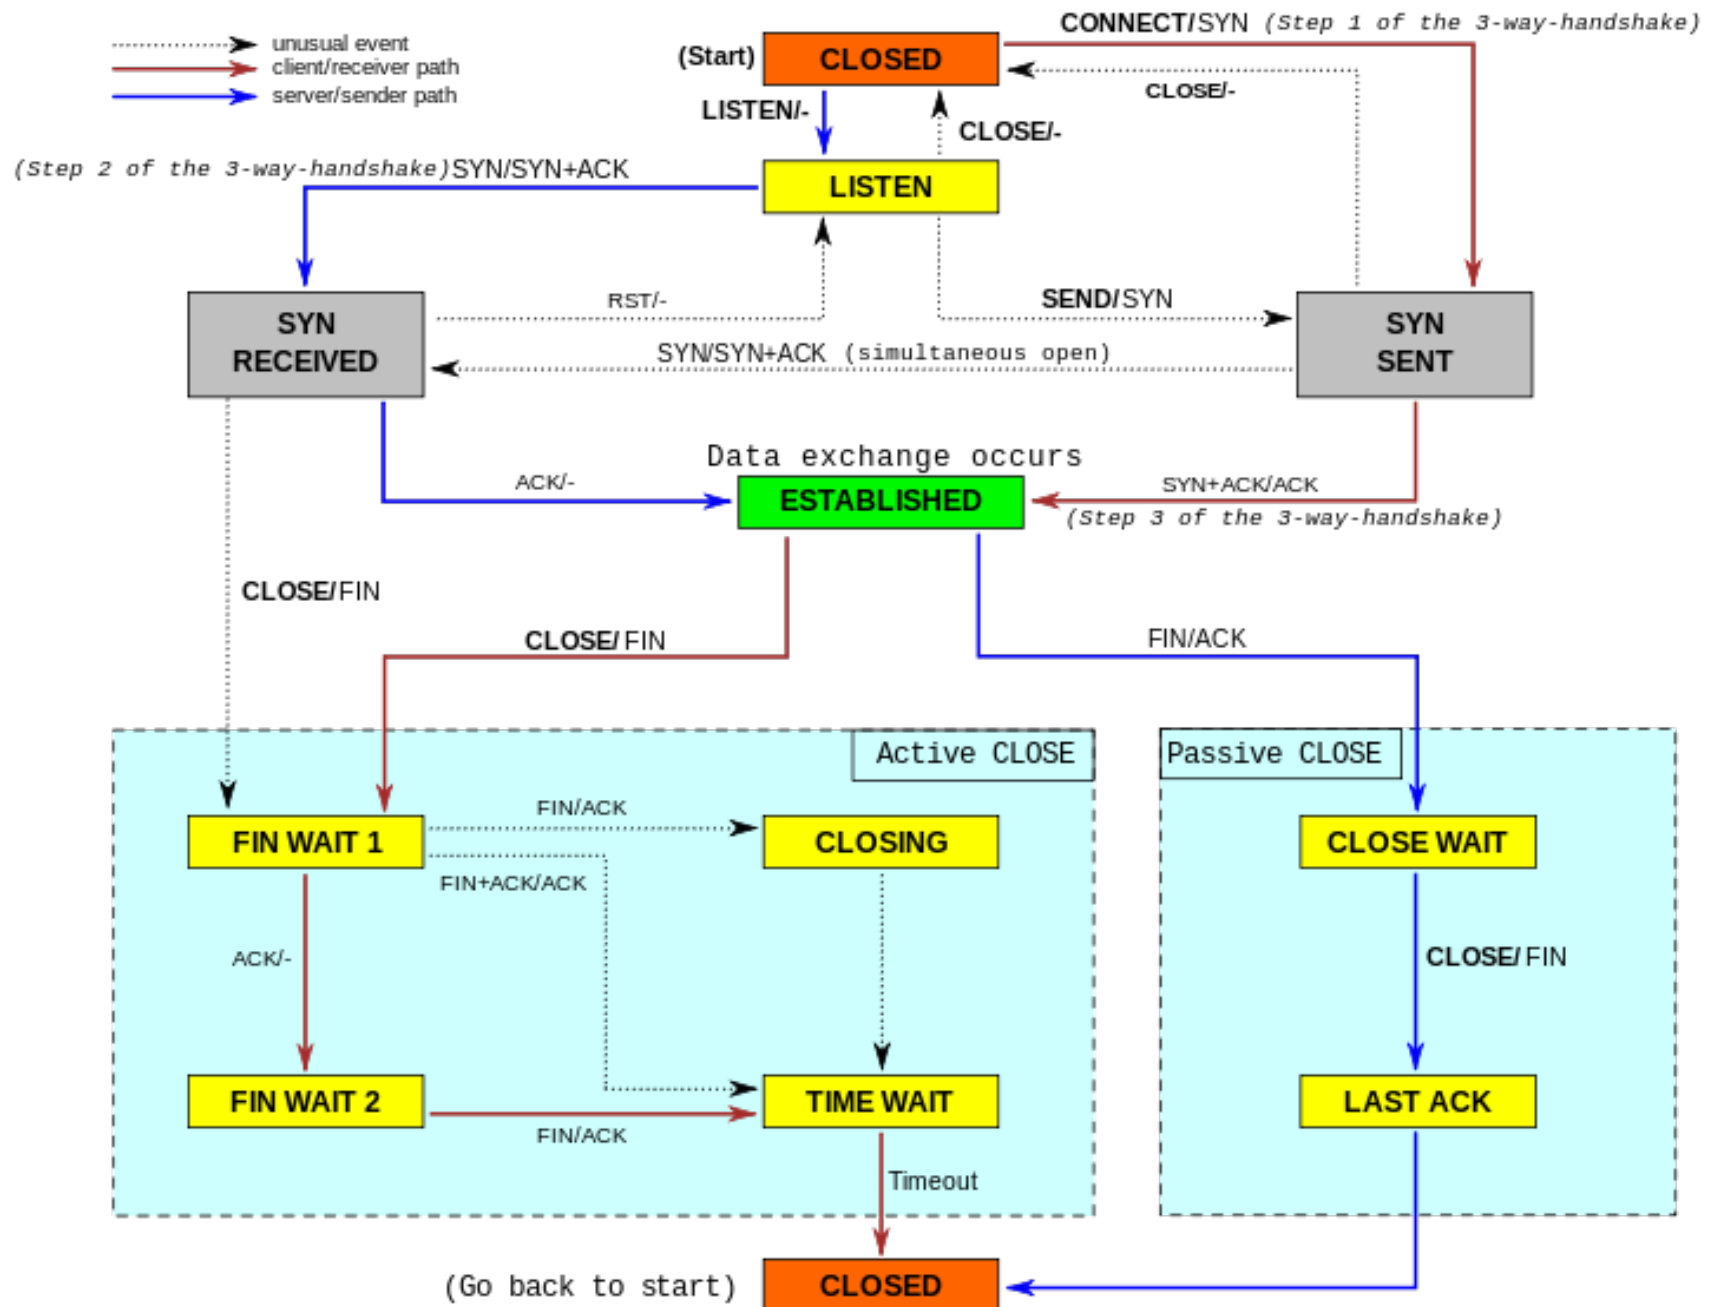 CONNECT/SYN (Step 1 of the 3-way-handshake)
unusual event
client/receiver path
server/sender path
(Start)
CLOSED
CLOSE/-
LISTEN/-
CLOSE/-
(Step 2 of the 3-way-handshake) SYN/SYN+ACK
LISTEN
RST/-
SEND/SYN
SYN
RECEIVED
SYN
SENT
SYN/SYN+ACK (simultaneous open)
Data exchange occurs
ESTABLISHED
ACK/-
SYN+ACK/ACK
(Step 3 of the 3-way-handshake)
CLOSE/FIN
CLOSE/FIN
FIN/ACK
Active CLOSE
Passive CLOSE
FIN/ACK
FIN WAIT 1
CLOSING
CLOSE WAIT
FIN+ACK/ACK
ACK/-
CLOSE/FIN
FIN WAIT 2
TIME WAIT
LAST ACK
FIN/ACK
Timeout
(Go back to start)
CLOSED